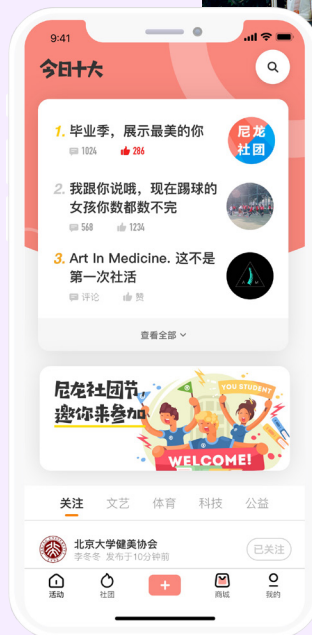 9:41
今日十大
1. 毕业季，展示最美的你
1024 286
尼龙
社团
2. 我跟你说哦，现在踢球的
女孩你数都数不完
568 1234
3. Art In Medicine. 这不是
第一次社活
评论 赞
查看全部
尼龙社团节，
邀你来参加
YOU STUDENT
WELCOME!
关注 文艺 体育 科技 公益
北京大学健美协会
李冬冬 发布于10分钟前
已关注
活动 社团 商城 我的